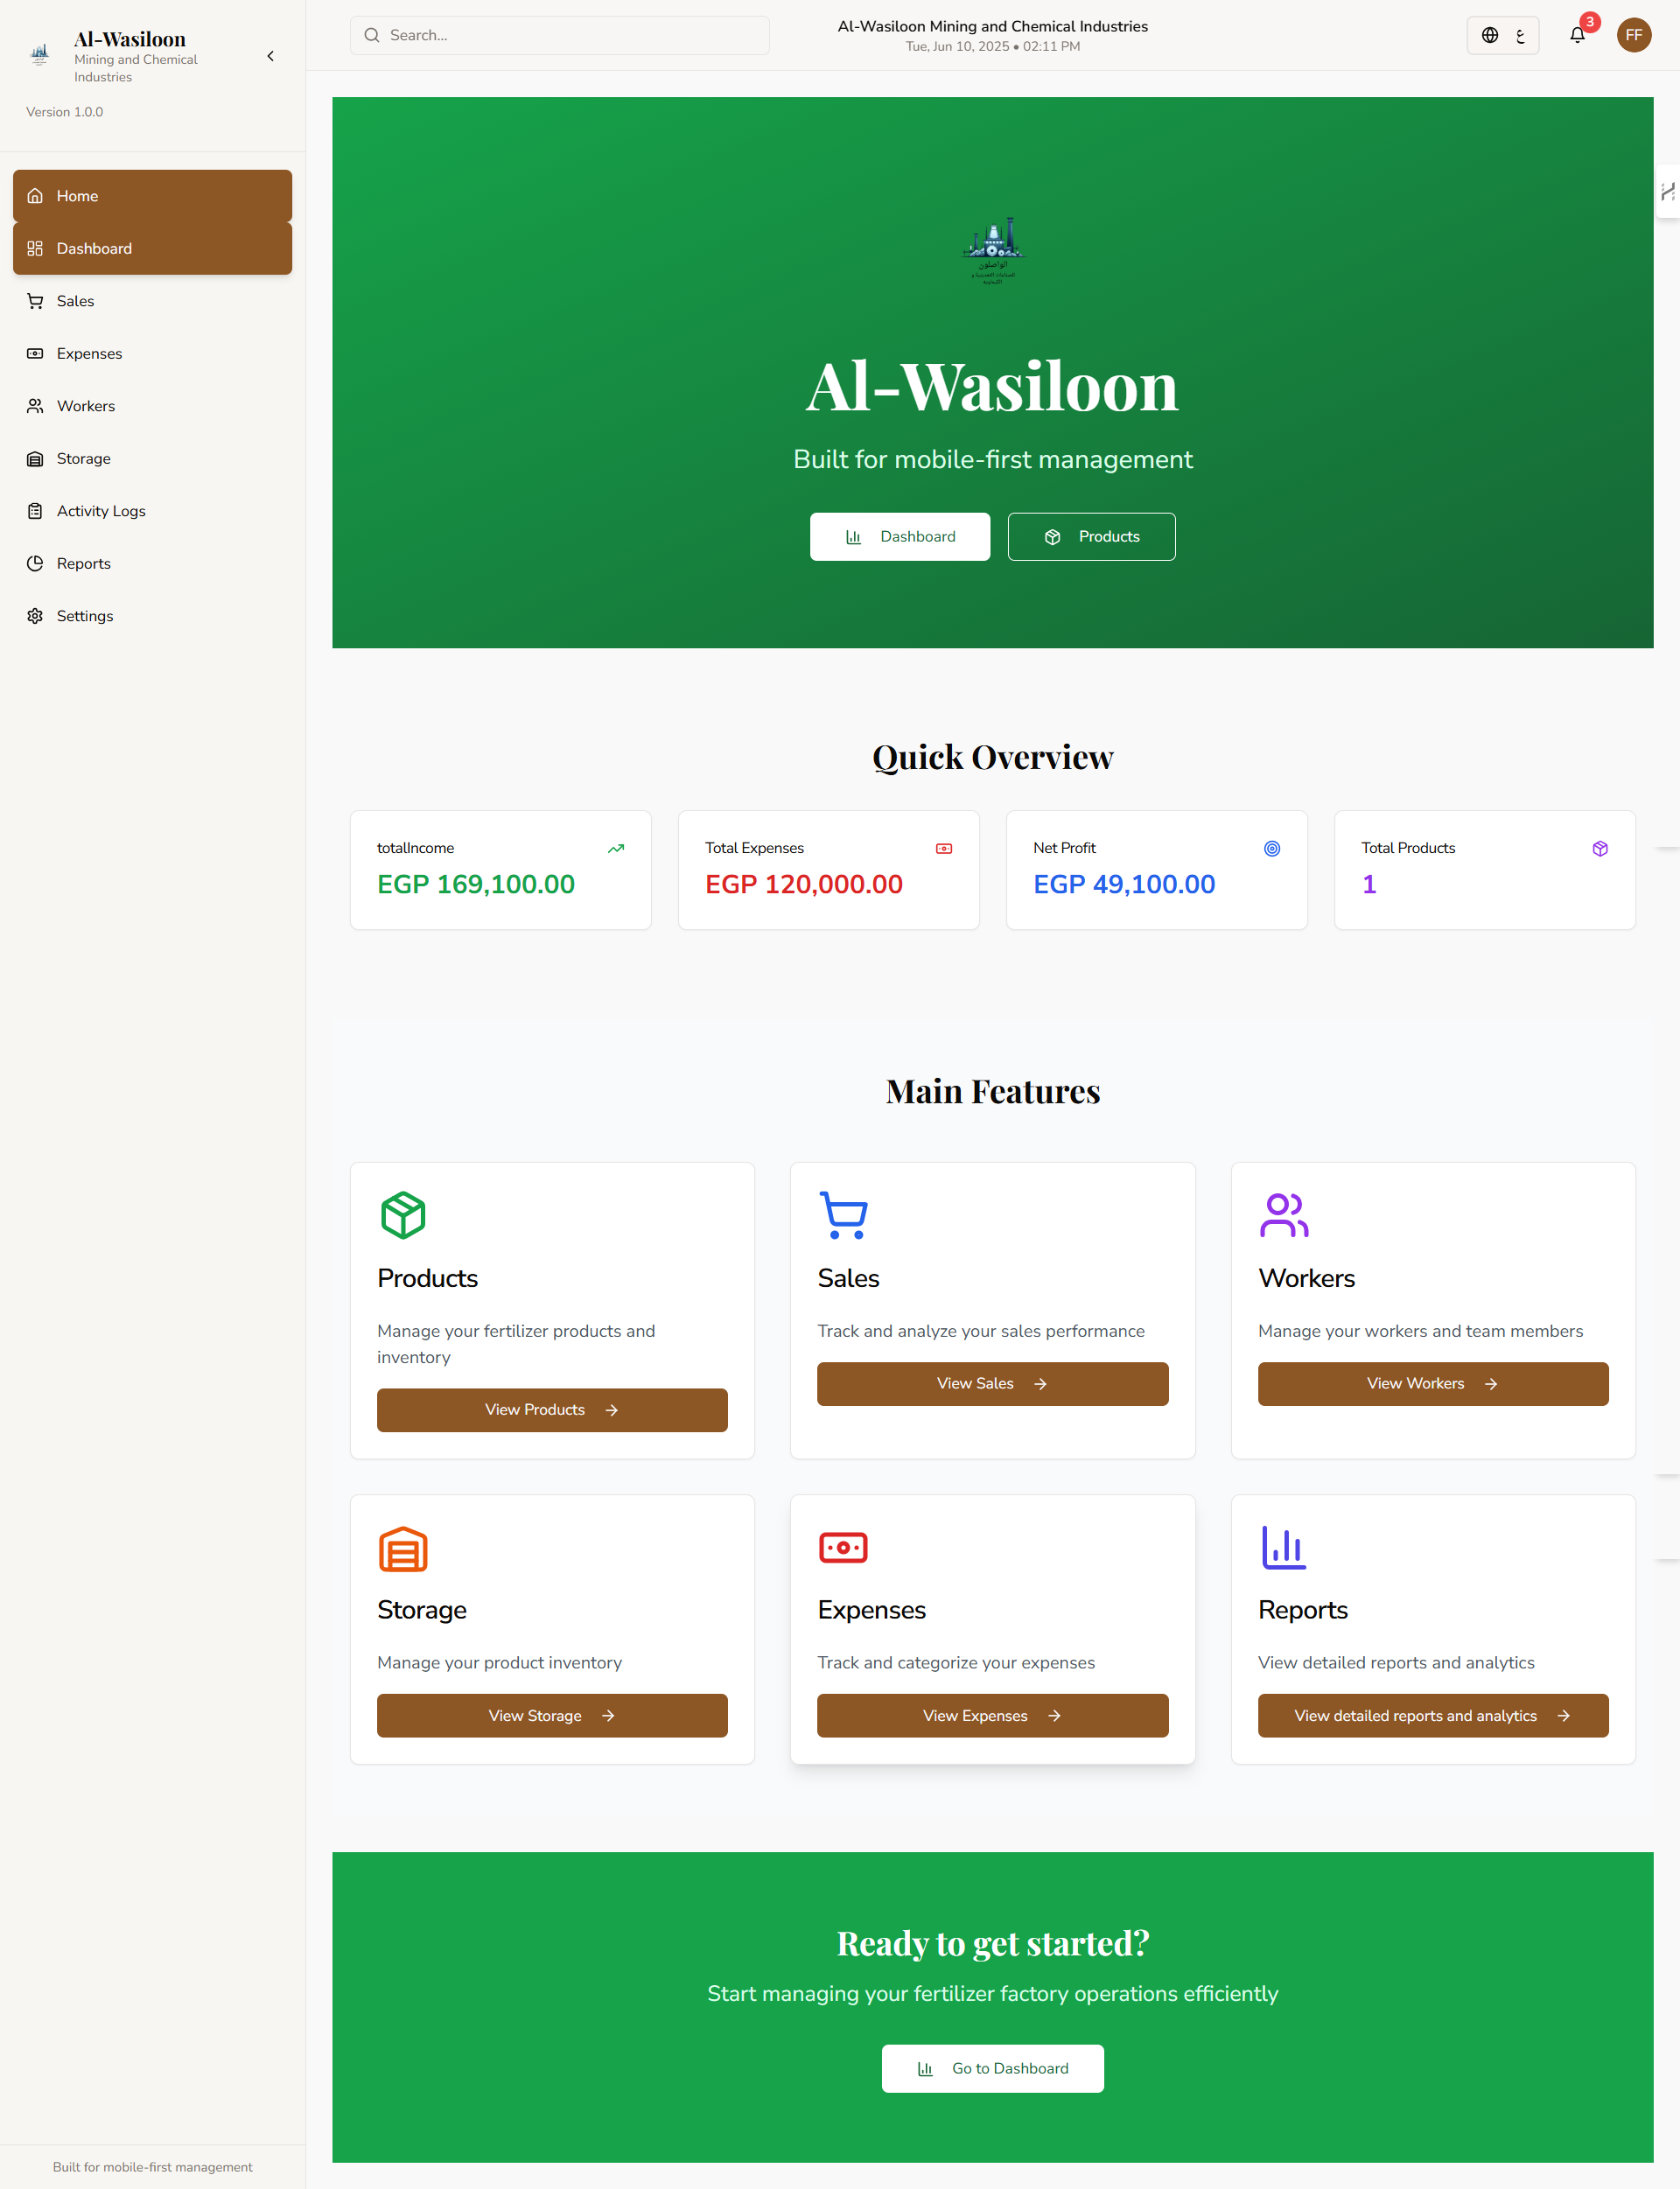 Al-Wasiloon
Mining and Chemical
Industries
Version 1.0.0
Home
Dashboard
Sales
Expenses
Workers
Storage
Activity Logs
Reports
Settings
Built for mobile-first management
Search...
Al-Wasiloon Mining and Chemical Industries
Tue, Jun 10, 2025 • 02:11 PM
ع
3
FF
الواصلون
للصناعات التعدينية و
الكيماوية
Al-Wasiloon
Built for mobile-first management
Dashboard
Products
Quick Overview
totalIncome
EGP 169,100.00
Total Expenses
EGP 120,000.00
Net Profit
EGP 49,100.00
Total Products
1
Main Features
Products
Manage your fertilizer products and
inventory
View Products
Sales
Track and analyze your sales performance
View Sales
Workers
Manage your workers and team members
View Workers
Storage
Manage your product inventory
View Storage
Expenses
Track and categorize your expenses
View Expenses
Reports
View detailed reports and analytics
View detailed reports and analytics
Ready to get started?
Start managing your fertilizer factory operations efficiently
Go to Dashboard